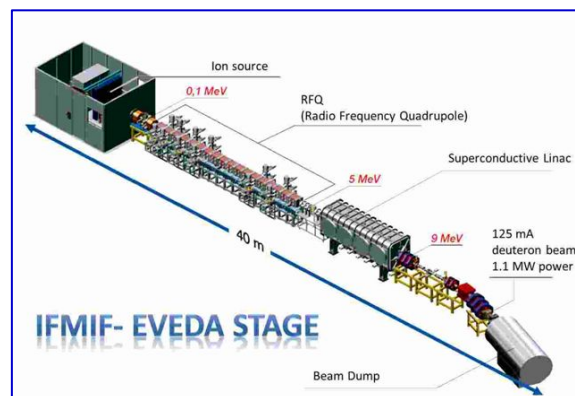 Ion source
0,1 MeV
RFQ
(Radio Frequency Quadrupole)
5 MeV
Superconductive Linac
9 MeV
125 mA
deuteron beam
1.1 MW power
40 m
IFMIF- EVEDA STAGE
Beam Dump